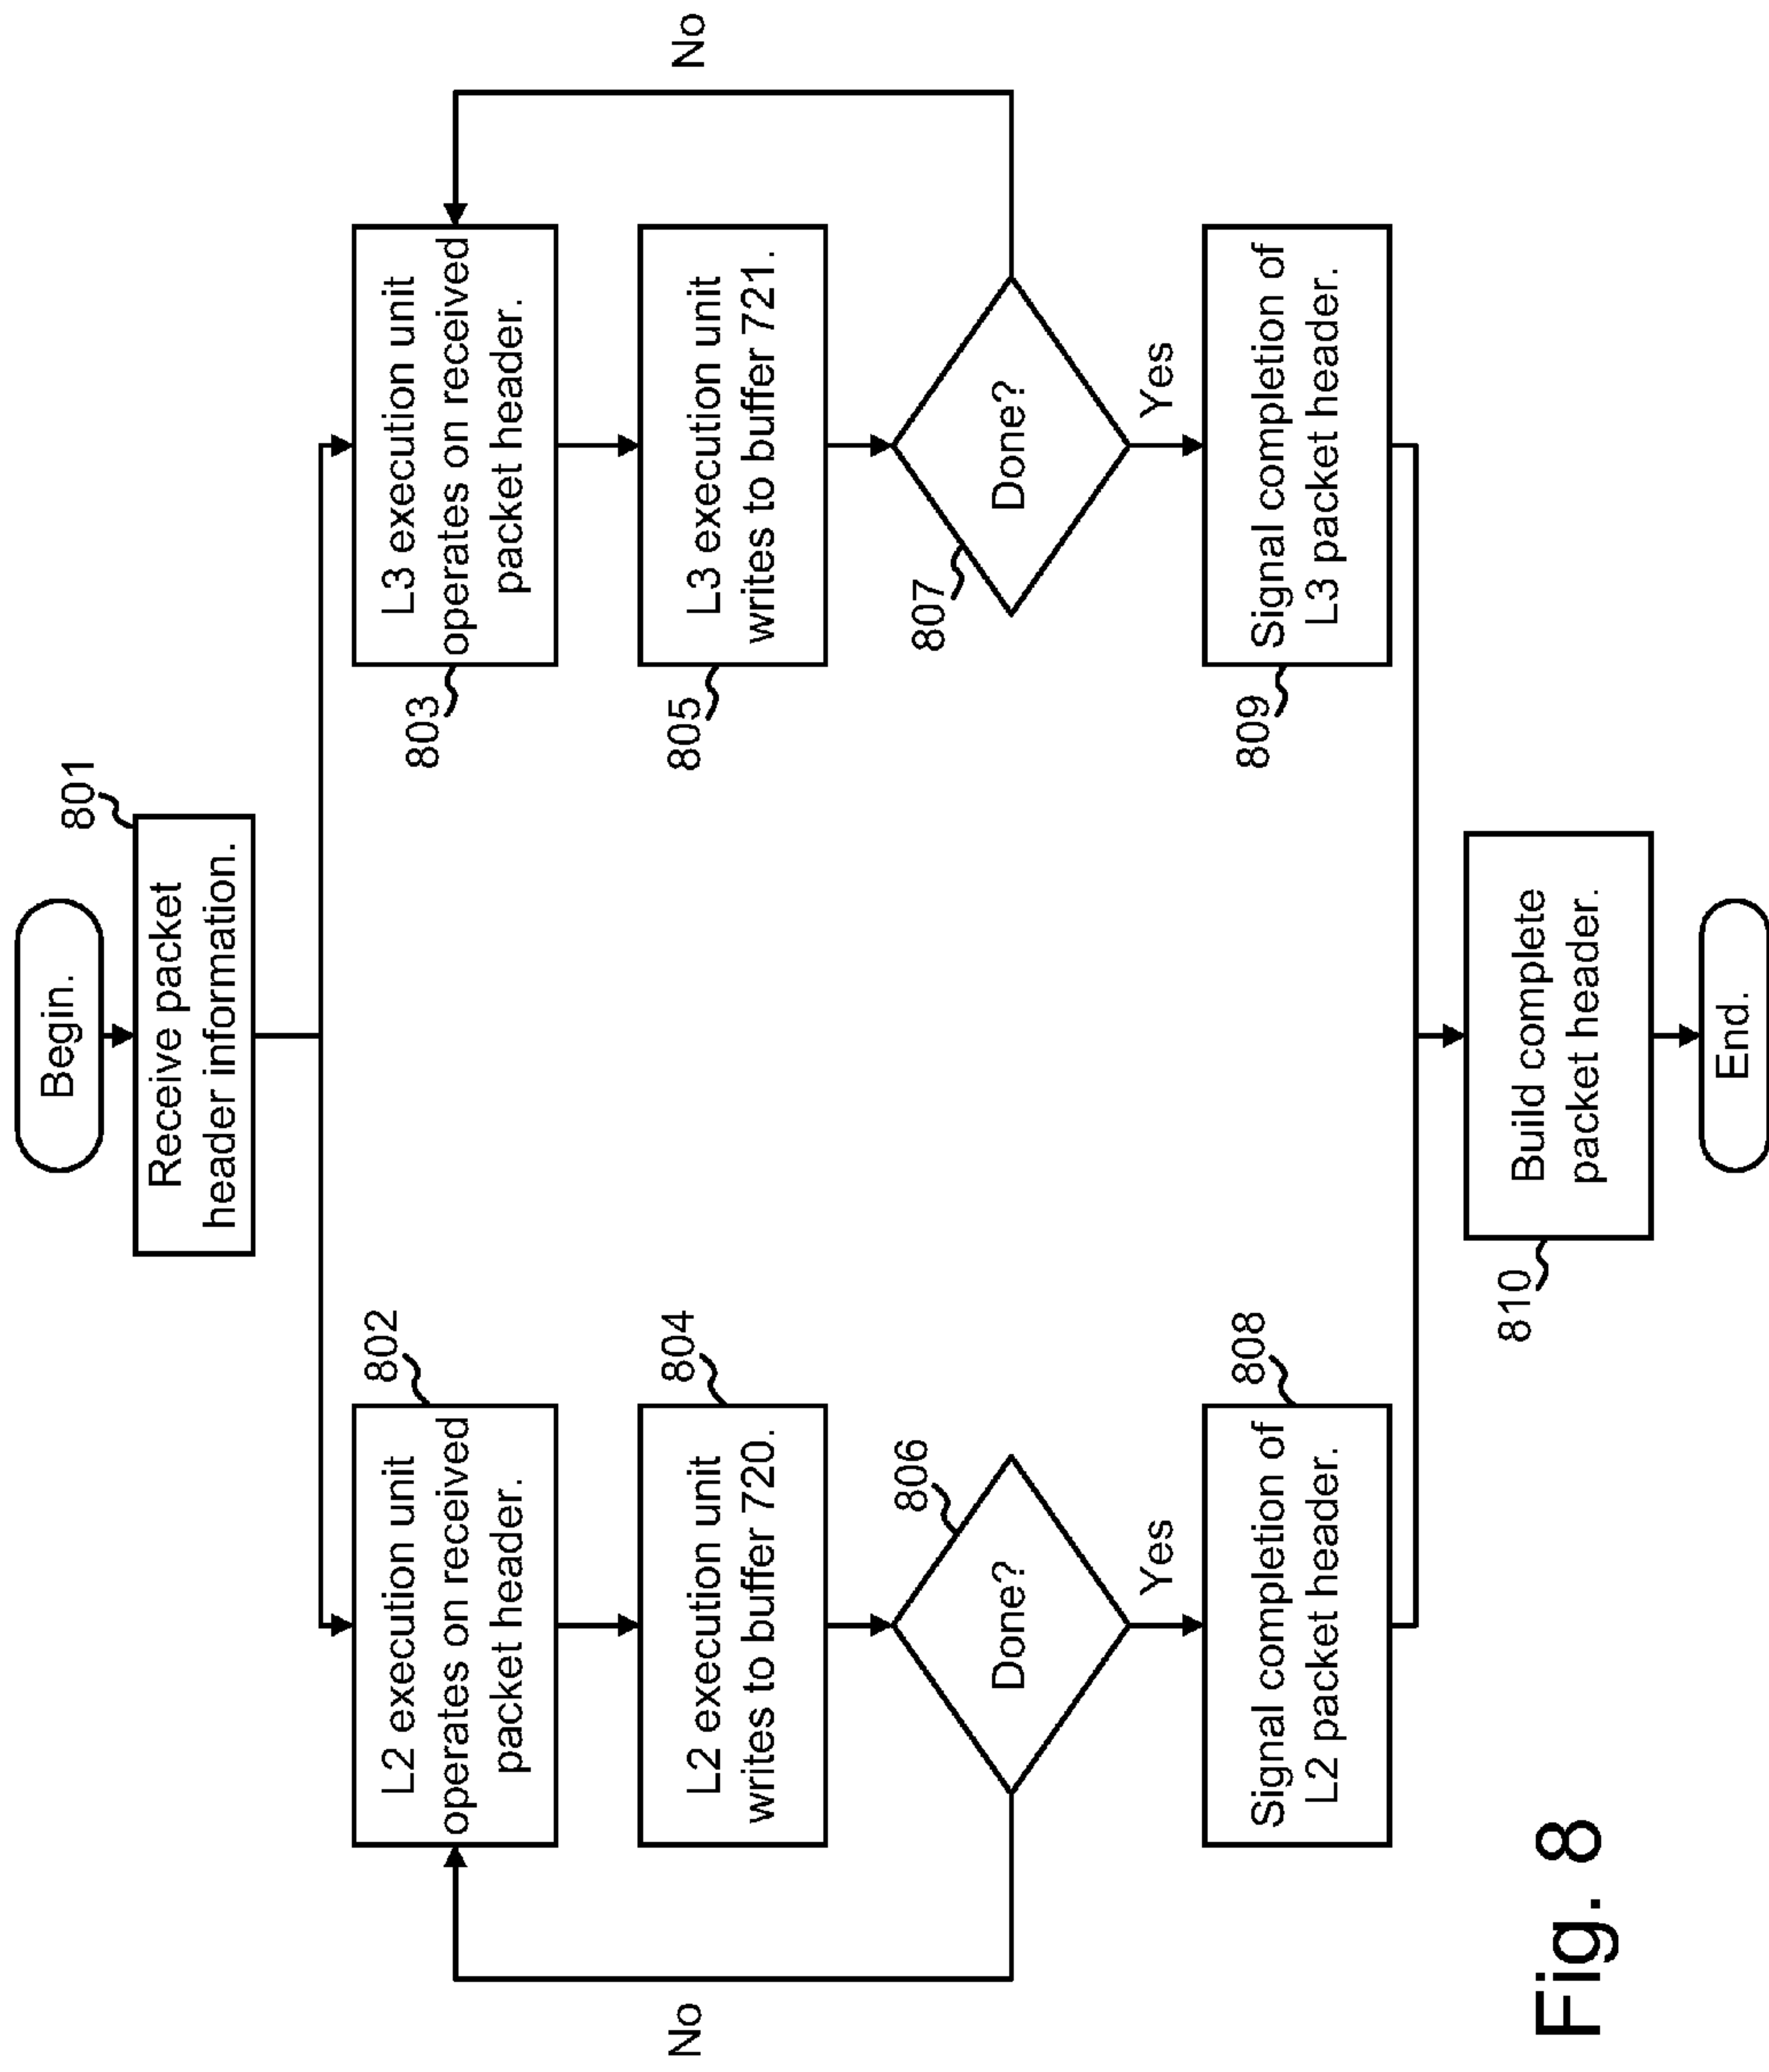 Begin.
801
Receive packet
header information.
802
L2 execution unit
operates on received
packet header.
803
L3 execution unit
operates on received
packet header.
804
L2 execution unit
writes to buffer 720.
805
L3 execution unit
writes to buffer 721.
No
806
Done?
Yes
No
807
Done?
Yes
808
Signal completion of
L2 packet header.
809
Signal completion of
L3 packet header.
810
Build complete
packet header.
End.
Fig. 8